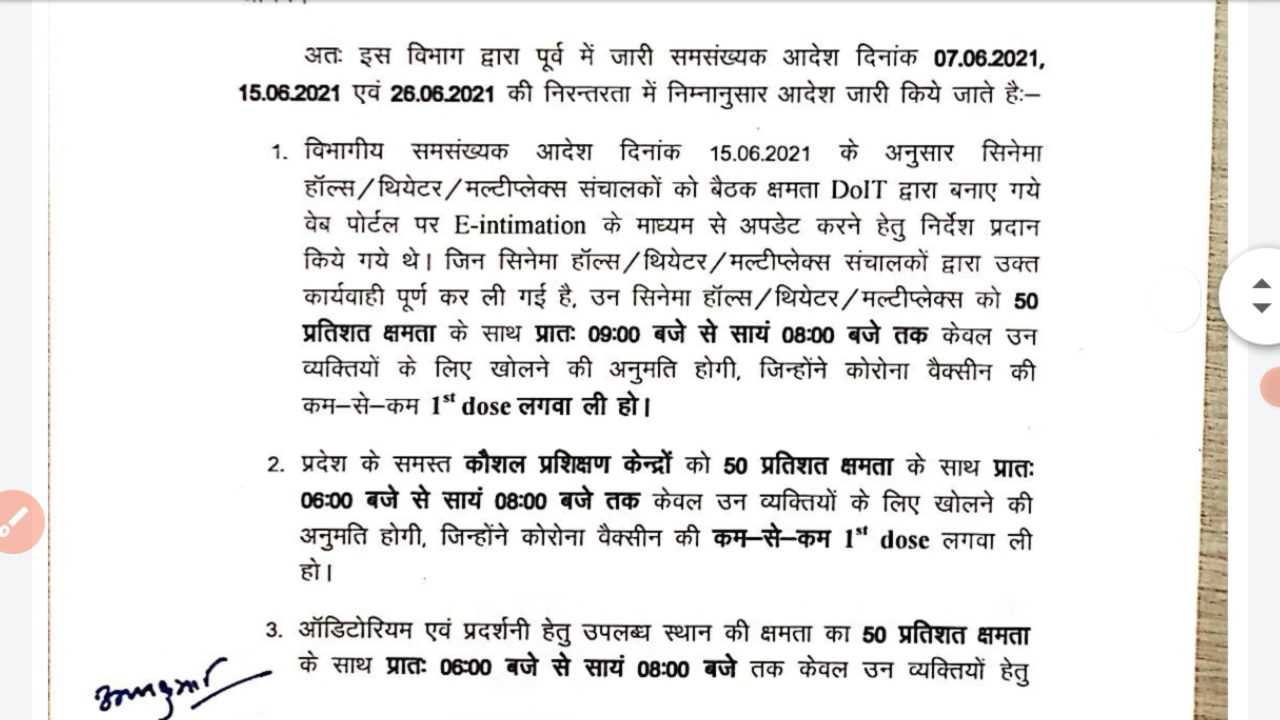 अतः इस विभाग द्वारा पूर्व में जारी समसंख्यक आदेश दिनांक 07.06.2021,
15.06.2021 एवं 26.06.2021 की निरन्तरता में निम्नानुसार आदेश जारी किये जाते है:–
1. विभागीय समसंख्यक आदेश दिनांक 15.06.2021 के अनुसार सिनेमा
हॉल्स/थियेटर/मल्टीप्लेक्स संचालकों को बैठक क्षमता DoIT द्वारा बनाए गये
वेब पोर्टल पर E-intimation के माध्यम से अपडेट करने हेतु निर्देश प्रदान
किये गये थे। जिन सिनेमा हॉल्स/थियेटर/मल्टीप्लेक्स संचालकों द्वारा उक्त
कार्यवाही पूर्ण कर ली गई है, उन सिनेमा हॉल्स/थियेटर/मल्टीप्लेक्स को 50
प्रतिशत क्षमता के साथ प्रातः 09:00 बजे से सायं 08:00 बजे तक केवल उन
व्यक्तियों के लिए खोलने की अनुमति होगी, जिन्होंने कोरोना वैक्सीन की
कम–से–कम 1st dose लगवा ली हो।
2. प्रदेश के समस्त कौशल प्रशिक्षण केन्द्रों को 50 प्रतिशत क्षमता के साथ प्रातः
06:00 बजे से सायं 08:00 बजे तक केवल उन व्यक्तियों के लिए खोलने की
अनुमति होगी, जिन्होंने कोरोना वैक्सीन की कम–से–कम 1st dose लगवा ली
हो।
3. ऑडिटोरियम एवं प्रदर्शनी हेतु उपलब्ध स्थान की क्षमता का 50 प्रतिशत क्षमता
के साथ प्रातः 06:00 बजे से सायं 08:00 बजे तक केवल उन व्यक्तियों हेतु